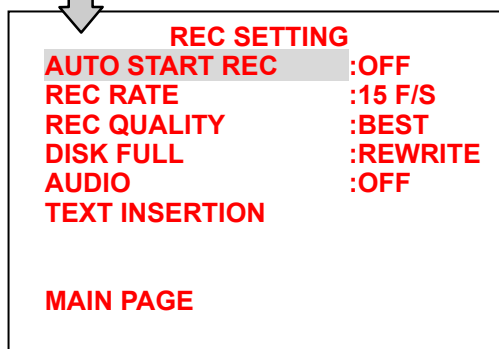 REC SETTING
AUTO START REC :OFF
REC RATE :15 F/S
REC QUALITY :BEST
DISK FULL :REWRITE
AUDIO :OFF
TEXT INSERTION
MAIN PAGE